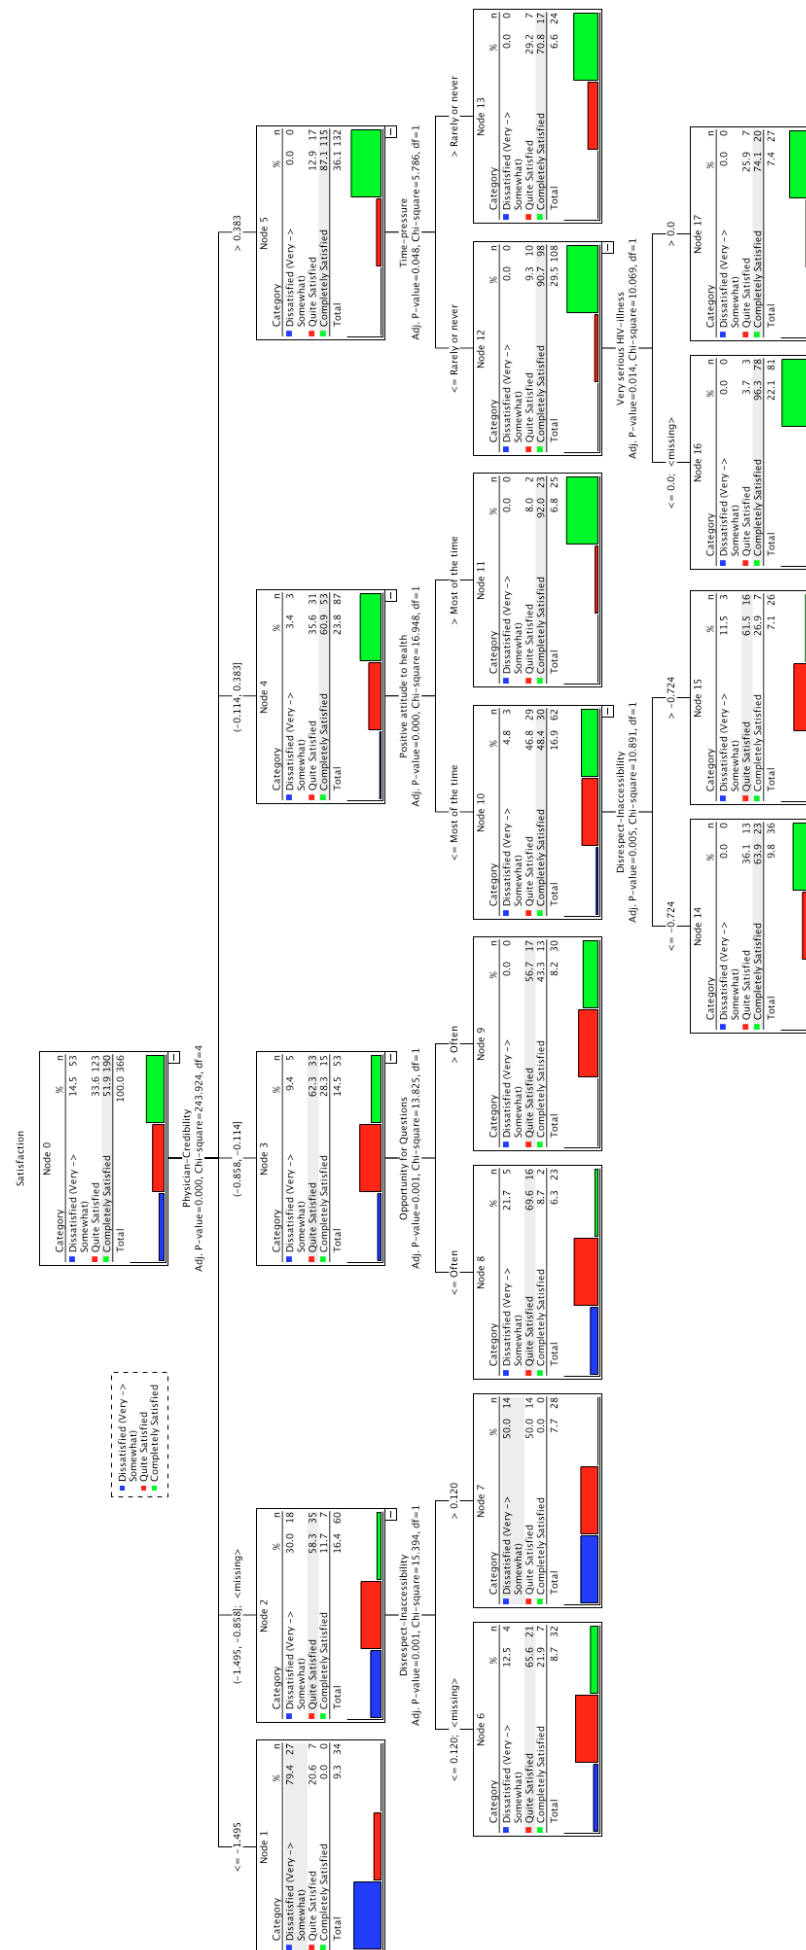 Satisfaction
Node 0
Category % n
Dissatisfied (Very -> 14.5 53
Somewhat)
Quite Satisfied 33.6 123
Completely Satisfied 51.9 190
Total 100.0 366
Dissatisfied (Very ->
Somewhat)
Quite Satisfied
Completely Satisfied
Physician-Credibility
Adj. P-value=0.000, Chi-square=243.924, df=4
<= -1.495
(-1.495, -0.858]; <missing>
(-0.858, -0.114]
(-0.114, 0.383]
> 0.383
Node 1
Category % n
Dissatisfied (Very -> 79.4 27
Somewhat)
Quite Satisfied 20.6 7
Completely Satisfied 0.0 0
Total 9.3 34
Node 2
Category % n
Dissatisfied (Very -> 30.0 18
Somewhat)
Quite Satisfied 58.3 35
Completely Satisfied 11.7 7
Total 16.4 60
Node 3
Category % n
Dissatisfied (Very -> 9.4 5
Somewhat)
Quite Satisfied 62.3 33
Completely Satisfied 28.3 15
Total 14.5 53
Node 4
Category % n
Dissatisfied (Very -> 3.4 3
Somewhat)
Quite Satisfied 35.6 31
Completely Satisfied 60.9 53
Total 23.8 87
Node 5
Category % n
Dissatisfied (Very -> 0.0 0
Somewhat)
Quite Satisfied 12.9 17
Completely Satisfied 87.1 115
Total 36.1 132
Disrespect-Inaccessibility
Adj. P-value=0.001, Chi-square=15.394, df=1
Opportunity for Questions
Adj. P-value=0.001, Chi-square=13.825, df=1
Positive attitude to health
Adj. P-value=0.000, Chi-square=16.948, df=1
Time-pressure
Adj. P-value=0.048, Chi-square=5.786, df=1
<= 0.120; <missing>
> 0.120
<= Often
> Often
<= Most of the time
> Most of the time
<= Rarely or never
> Rarely or never
Node 6
Category % n
Dissatisfied (Very -> 12.5 4
Somewhat)
Quite Satisfied 65.6 21
Completely Satisfied 21.9 7
Total 8.7 32
Node 7
Category % n
Dissatisfied (Very -> 50.0 14
Somewhat)
Quite Satisfied 50.0 14
Completely Satisfied 0.0 0
Total 7.7 28
Node 8
Category % n
Dissatisfied (Very -> 21.7 5
Somewhat)
Quite Satisfied 69.6 16
Completely Satisfied 8.7 2
Total 6.3 23
Node 9
Category % n
Dissatisfied (Very -> 0.0 0
Somewhat)
Quite Satisfied 56.7 17
Completely Satisfied 43.3 13
Total 8.2 30
Node 10
Category % n
Dissatisfied (Very -> 4.8 3
Somewhat)
Quite Satisfied 46.8 29
Completely Satisfied 48.4 30
Total 16.9 62
Node 11
Category % n
Dissatisfied (Very -> 0.0 0
Somewhat)
Quite Satisfied 8.0 2
Completely Satisfied 92.0 23
Total 6.8 25
Node 12
Category % n
Dissatisfied (Very -> 0.0 0
Somewhat)
Quite Satisfied 9.3 10
Completely Satisfied 90.7 98
Total 29.5 108
Node 13
Category % n
Dissatisfied (Very -> 0.0 0
Somewhat)
Quite Satisfied 29.2 7
Completely Satisfied 70.8 17
Total 6.6 24
Disrespect-Inaccessibility
Adj. P-value=0.005, Chi-square=10.891, df=1
Very serious HIV-illness
Adj. P-value=0.014, Chi-square=10.069, df=1
<= -0.724
> -0.724
<= 0.0; <missing>
> 0.0
Node 14
Category % n
Dissatisfied (Very -> 0.0 0
Somewhat)
Quite Satisfied 36.1 13
Completely Satisfied 63.9 23
Total 9.8 36
Node 15
Category % n
Dissatisfied (Very -> 11.5 3
Somewhat)
Quite Satisfied 61.5 16
Completely Satisfied 26.9 7
Total 7.1 26
Node 16
Category % n
Dissatisfied (Very -> 0.0 0
Somewhat)
Quite Satisfied 3.7 3
Completely Satisfied 96.3 78
Total 22.1 81
Node 17
Category % n
Dissatisfied (Very -> 0.0 0
Somewhat)
Quite Satisfied 25.9 7
Completely Satisfied 74.1 20
Total 7.4 27